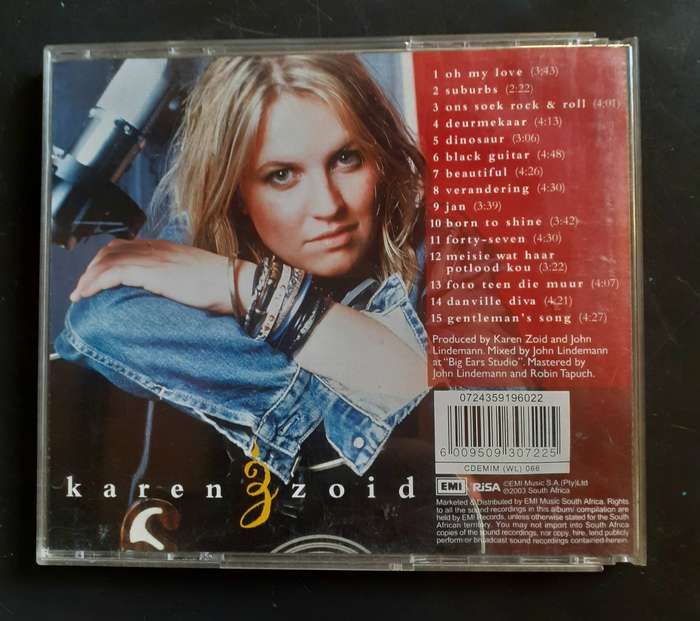 1 oh my love (3:43)
2 suburbs (2:22)
3 ons soek rock & roll (4:01)
4 deurmekaar (4:13)
5 dinosaur (3:06)
6 black guitar (4:48)
7 beautiful (4:26)
8 verandering (4:30)
9 jan (3:39)
10 born to shine (3:42)
11 forty-seven (4:30)
12 meisie wat haar
potlood kou (3:22)
13 foto teen die muur (4:07)
14 danville diva (4:21)
15 gentleman's song (4:27)
Produced by Karen Zoid and John
Lindemann. Mixed by John Lindemann
at "Big Ears Studio". Mastered by
John Lindemann and Robin Tapuch.
0724359196022
6 009509 307225
CDEMIM (WL) 066
karen zoid
EMI RiSA ©EMI Music S.A.(Pty)Ltd
℗2003 South Africa
Marketed & Distributed by EMI Music South Africa. Rights
to all the sound recordings in this album/ compilation are
held by EMI Records, unless otherwise stated for the South
African territory. You may not import into South Africa
copies of the sound recordings, nor copy, hire, lend publicly
perform or broadcast sound recordings contained herein.